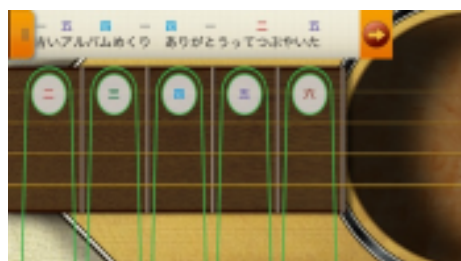 一 五 四 一 四 一 二 五
古いアルバムめくり ありがとうってつぶやいた
二 三 四 五 六